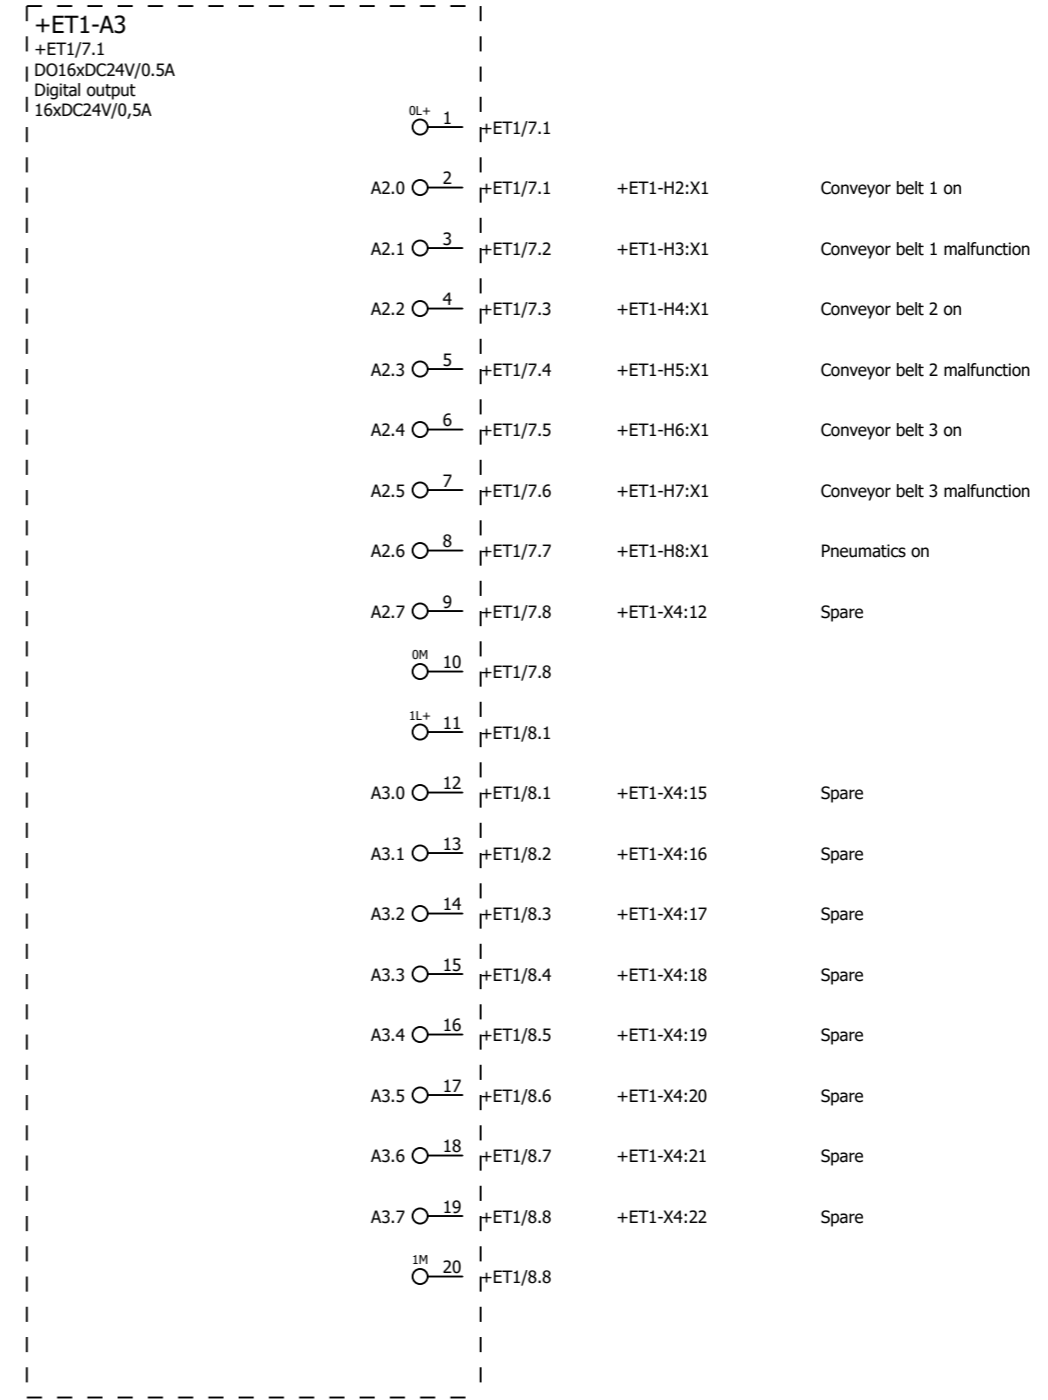 +ET1-A3
+ET1/7.1
DO16xDC24V/0.5A
Digital output
16xDC24V/0,5A
0L+ 1 +ET1/7.1
A2.0 2 +ET1/7.1 +ET1-H2:X1 Conveyor belt 1 on
A2.1 3 +ET1/7.2 +ET1-H3:X1 Conveyor belt 1 malfunction
A2.2 4 +ET1/7.3 +ET1-H4:X1 Conveyor belt 2 on
A2.3 5 +ET1/7.4 +ET1-H5:X1 Conveyor belt 2 malfunction
A2.4 6 +ET1/7.5 +ET1-H6:X1 Conveyor belt 3 on
A2.5 7 +ET1/7.6 +ET1-H7:X1 Conveyor belt 3 malfunction
A2.6 8 +ET1/7.7 +ET1-H8:X1 Pneumatics on
A2.7 9 +ET1/7.8 +ET1-X4:12 Spare
0M 10 +ET1/7.8
1L+ 11 +ET1/8.1
A3.0 12 +ET1/8.1 +ET1-X4:15 Spare
A3.1 13 +ET1/8.2 +ET1-X4:16 Spare
A3.2 14 +ET1/8.3 +ET1-X4:17 Spare
A3.3 15 +ET1/8.4 +ET1-X4:18 Spare
A3.4 16 +ET1/8.5 +ET1-X4:19 Spare
A3.5 17 +ET1/8.6 +ET1-X4:20 Spare
A3.6 18 +ET1/8.7 +ET1-X4:21 Spare
A3.7 19 +ET1/8.8 +ET1-X4:22 Spare
1M 20 +ET1/8.8